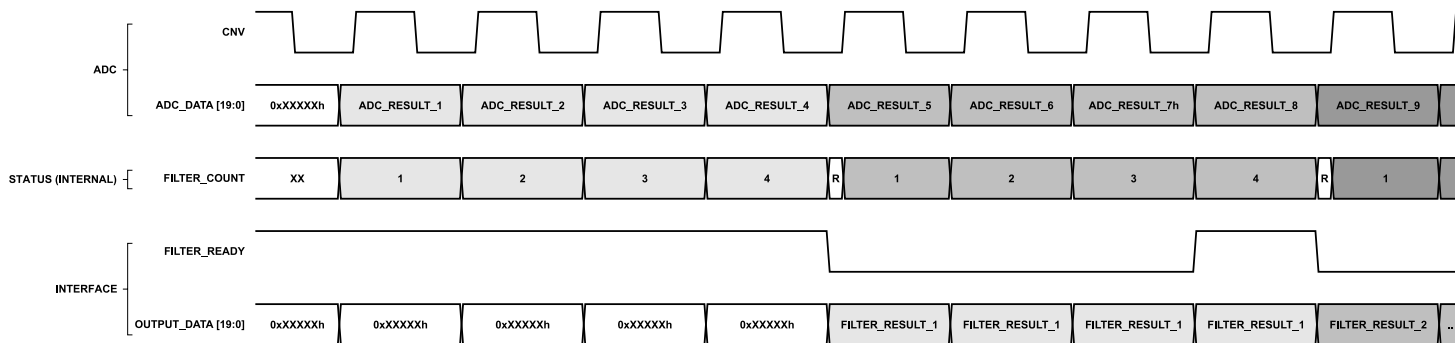 CNV
ADC
ADC_DATA [19:0] 0xXXXXXh ADC_RESULT_1 ADC_RESULT_2 ADC_RESULT_3 ADC_RESULT_4 ADC_RESULT_5 ADC_RESULT_6 ADC_RESULT_7h ADC_RESULT_8 ADC_RESULT_9
STATUS (INTERNAL) FILTER_COUNT XX 1 2 3 4 R 1 2 3 4 R 1
FILTER_READY
INTERFACE
OUTPUT_DATA [19:0] 0xXXXXXh 0xXXXXXh 0xXXXXXh 0xXXXXXh 0xXXXXXh FILTER_RESULT_1 FILTER_RESULT_1 FILTER_RESULT_1 FILTER_RESULT_1 FILTER_RESULT_2 ..